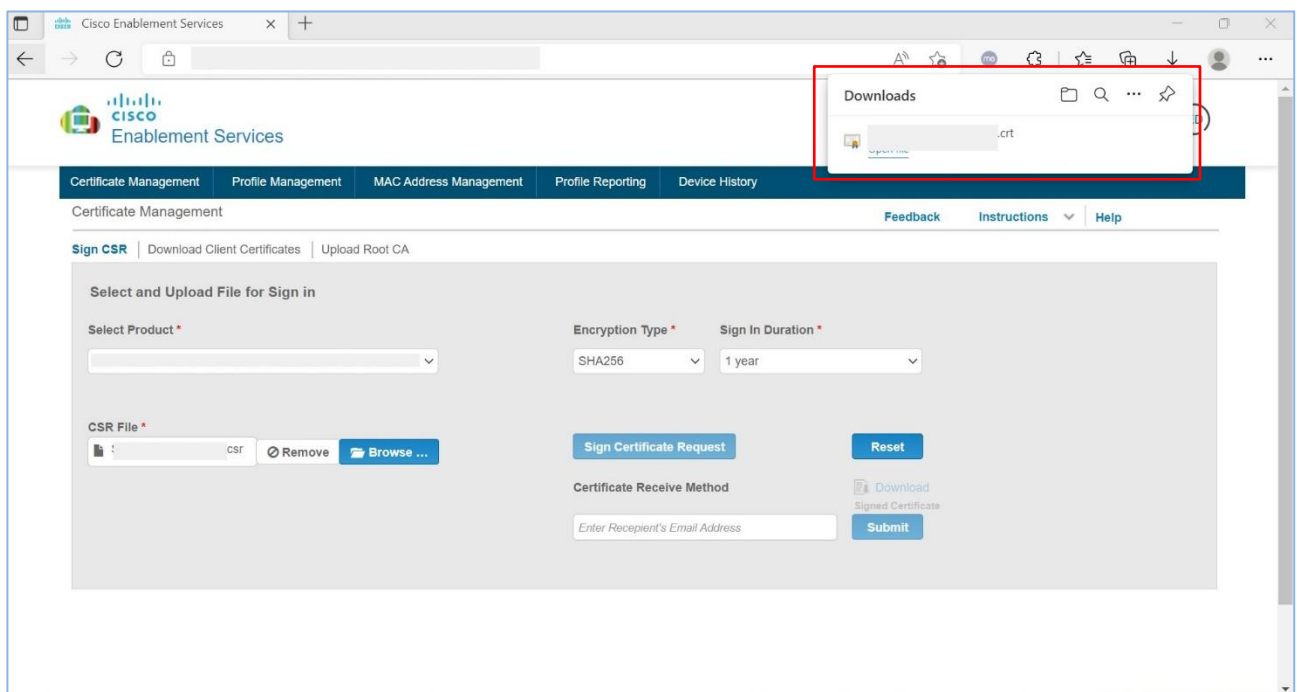 Cisco Enablement Services
Downloads
CISCO
Enablement Services
.crt
Certificate Management Profile Management MAC Address Management Profile Reporting Device History
Certificate Management
Feedback Instructions Help
Sign CSR Download Client Certificates Upload Root CA
Select and Upload File for Sign in
Select Product * Encryption Type * Sign In Duration *
SHA256 1 year
CSR File *
csr Remove Browse ... Sign Certificate Request Reset
Certificate Receive Method Download
Signed Certificate
Enter Recepient's Email Address Submit